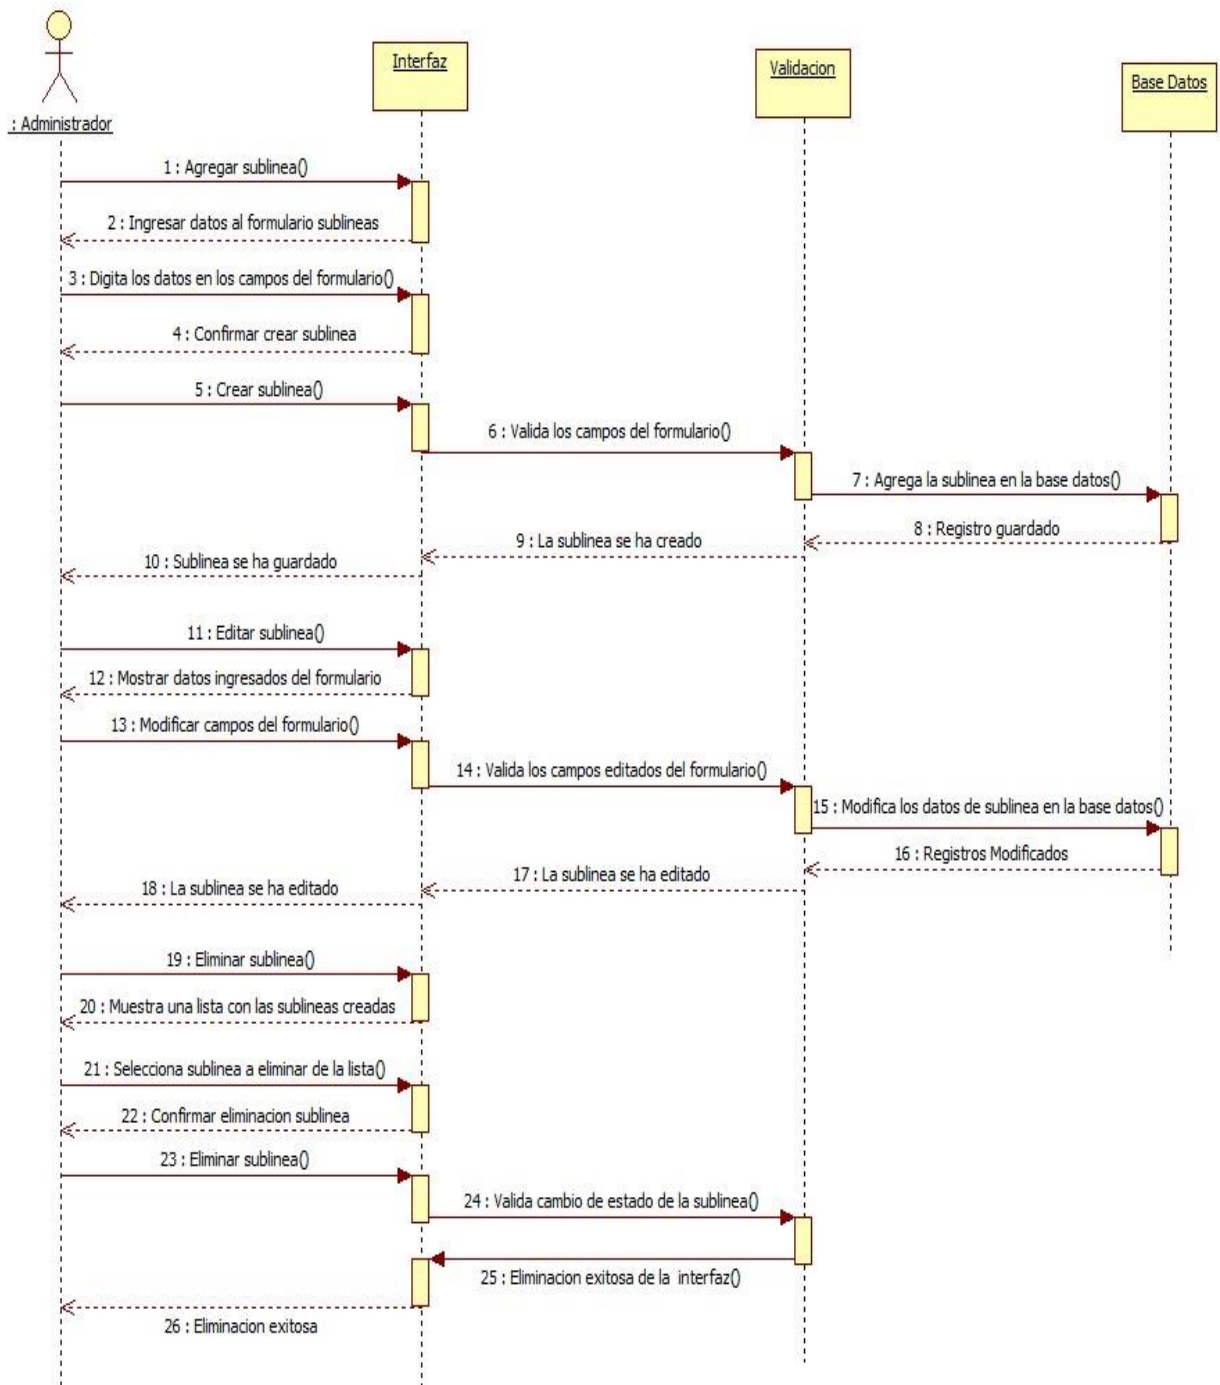 Interfaz
Validacion
Base Datos
: Administrador
1 : Agregar sublinea()
2 : Ingresar datos al formulario sublineas
3 : Digita los datos en los campos del formulario()
4 : Confirmar crear sublinea
5 : Crear sublinea()
6 : Valida los campos del formulario()
7 : Agrega la sublinea en la base datos()
8 : Registro guardado
9 : La sublinea se ha creado
10 : Sublinea se ha guardado
11 : Editar sublinea()
12 : Mostrar datos ingresados del formulario
13 : Modificar campos del formulario()
14 : Valida los campos editados del formulario()
15 : Modifica los datos de sublinea en la base datos()
16 : Registros Modificados
17 : La sublinea se ha editado
18 : La sublinea se ha editado
19 : Eliminar sublinea()
20 : Muestra una lista con las sublineas creadas
21 : Selecciona sublinea a eliminar de la lista()
22 : Confirmar eliminacion sublinea
23 : Eliminar sublinea()
24 : Valida cambio de estado de la sublinea()
25 : Eliminacion exitosa de la interfaz()
26 : Eliminacion exitosa